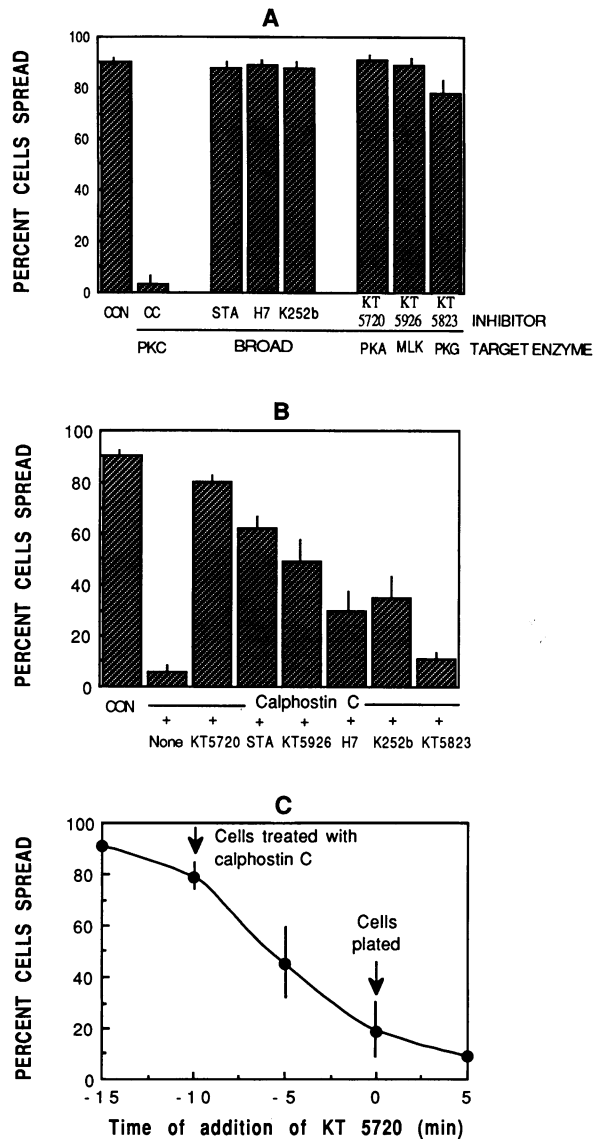 A
PERCENT CELLS SPREAD
100
80
60
40
20
0
CON CC STA H7 K252b KT 5720 KT 5926 KT 5823 INHIBITOR
PKC BROAD PKA MLK PKG TARGET ENZYME
B
PERCENT CELLS SPREAD
100
80
60
40
20
0
CON
Calphostin C
+ + + + + + +
None KT5720 STA KT5926 H7 K252b KT5823
C
PERCENT CELLS SPREAD
100
80
60
40
20
0
Cells treated with
calphostin C
Cells
plated
-15 -10 -5 0 5
Time of addition of KT 5720 (min)